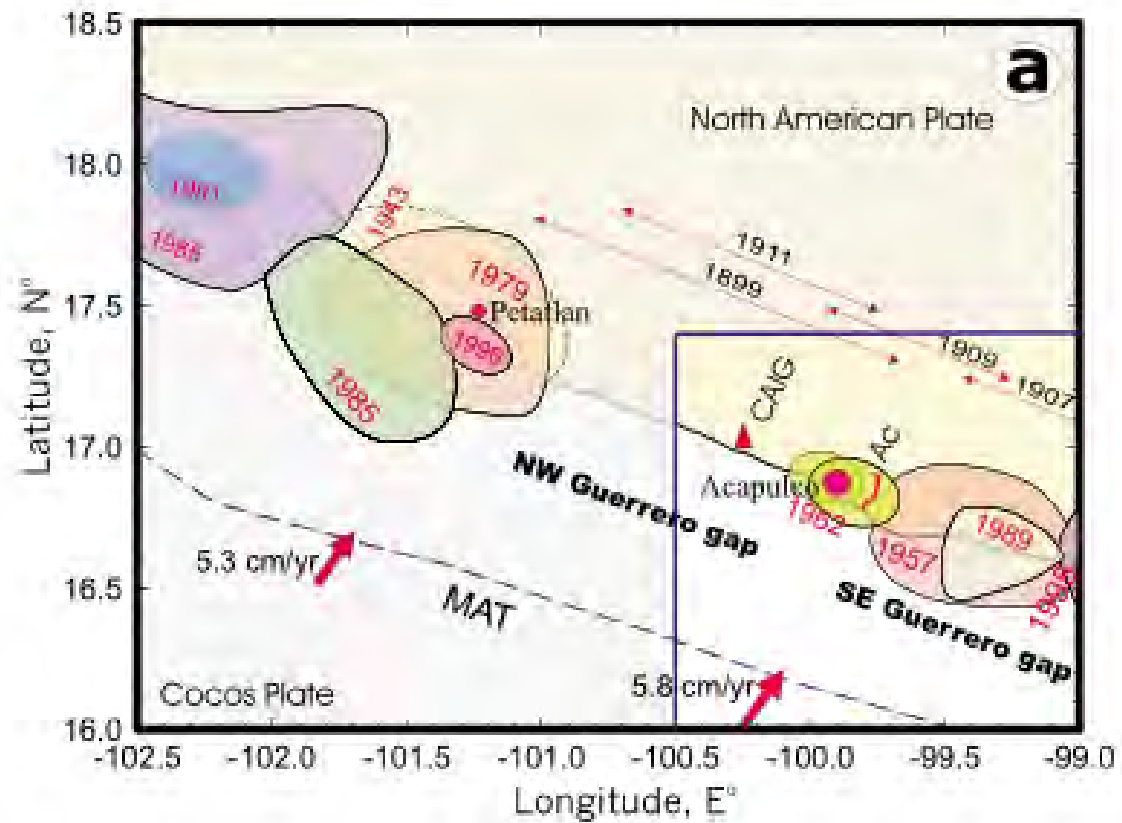 a
18.5
18.0
17.5
17.0
16.5
16.0
Latitude, N°
North American Plate
1981
1985
1943
1979
Petatlan
1996
1985
1911
1899
1909
1907
CAIG
Ac
Acapulco
1962
NW Guerrero gap
1957
1989
SE Guerrero gap
5.3 cm/yr
MAT
5.8 cm/yr
Cocos Plate
-102.5
-102.0
-101.5
-101.0
-100.5
-100.0
-99.5
-99.0
Longitude, E°